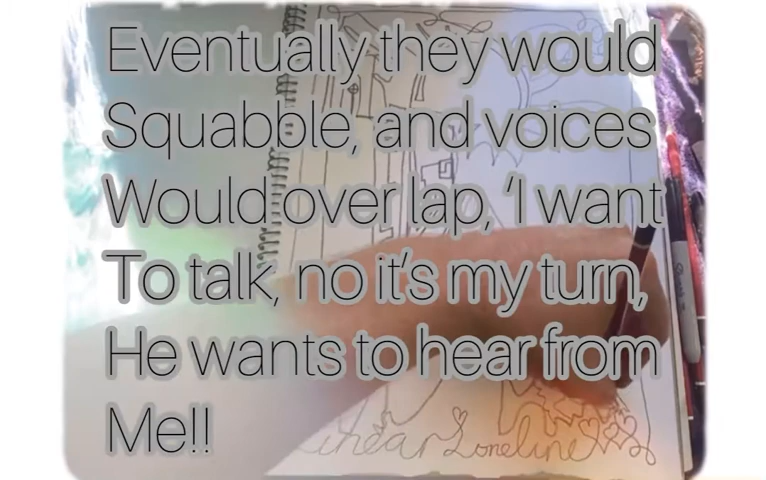 Eventually they would
Squabble, and voices
Would over lap, ‘I want
To talk, no it’s my turn,
He wants to hear from
Me!!